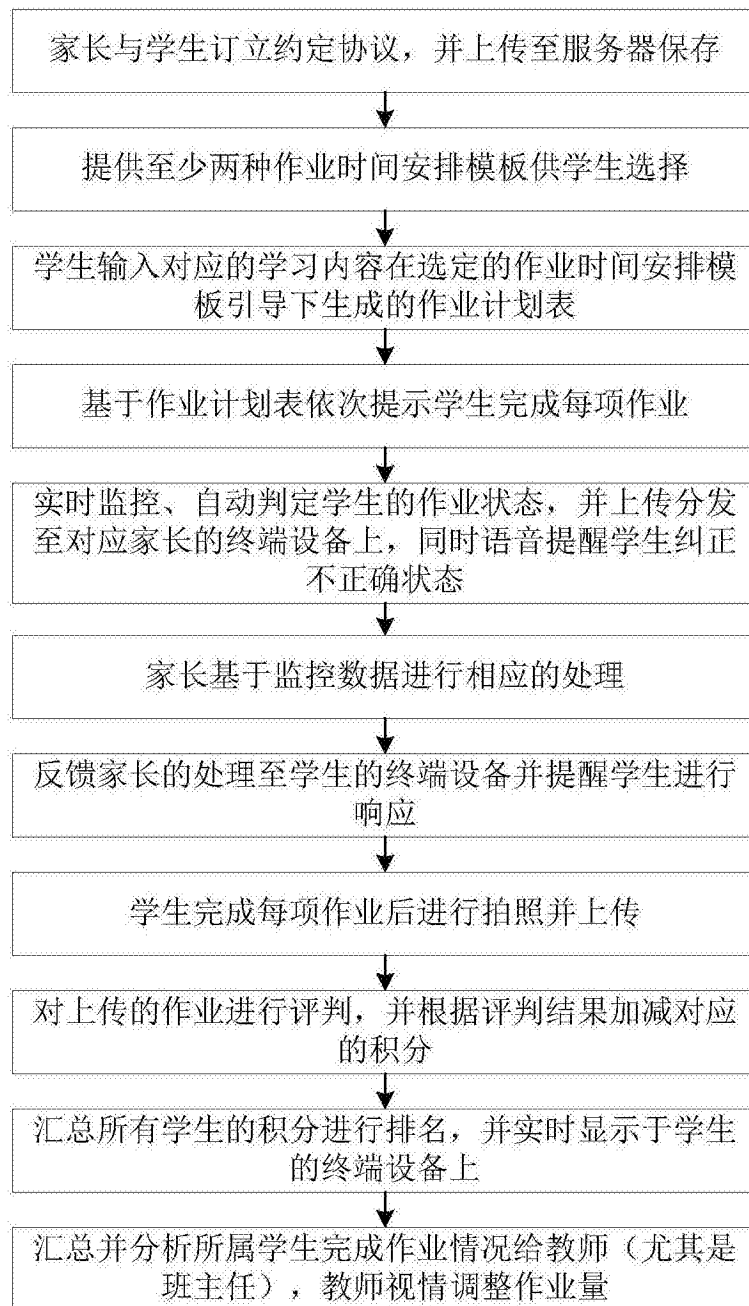 家长与学生订立约定协议，并上传至服务器保存
提供至少两种作业时间安排模板供学生选择
学生输入对应的学习内容在选定的作业时间安排模
板引导下生成的作业计划表
基于作业计划表依次提示学生完成每项作业
实时监控、自动判定学生的作业状态，并上传分发
至对应家长的终端设备上，同时语音提醒学生纠正
不正确状态
家长基于监控数据进行相应的处理
反馈家长的处理至学生的终端设备并提醒学生进行
响应
学生完成每项作业后进行拍照并上传
对上传的作业进行评判，并根据评判结果加减对应
的积分
汇总所有学生的积分进行排名，并实时显示于学生
的终端设备上
汇总并分析所属学生完成作业情况给教师（尤其是
班主任），教师视情调整作业量